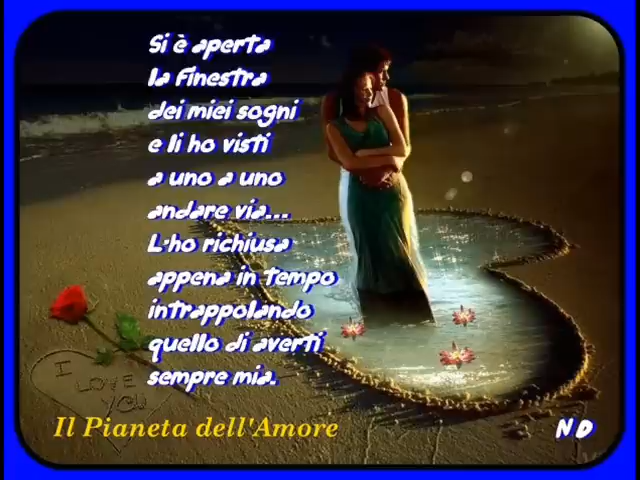 Si è aperta
la finestra
dei miei sogni
e li ho visti
a uno a uno
andare via...
L'ho richiusa
appena in tempo
intrappolando
quello di averti
sempre mia.
I LOVE
YOU
Il Pianeta dell'Amore
N D